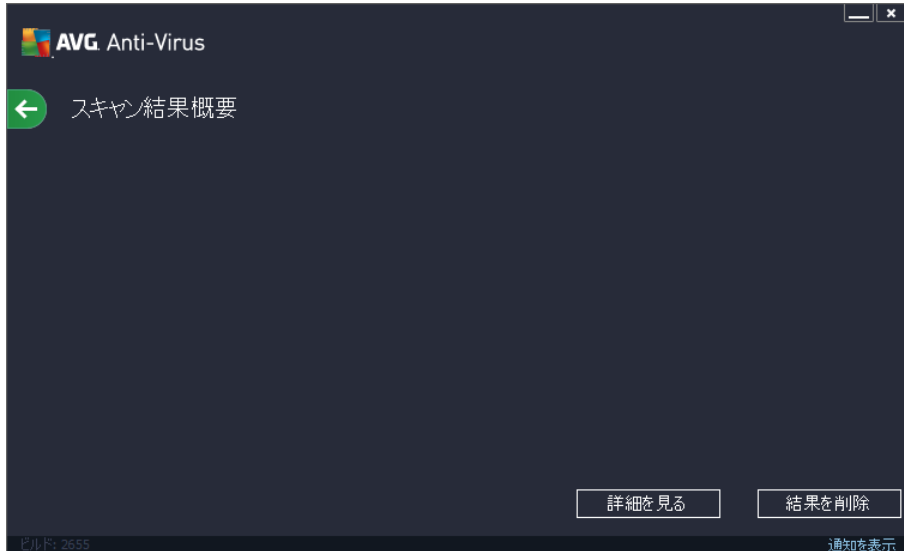 AVG. Anti-Virus
スキャン結果概要
詳細を見る
結果を削除
ビルド: 2655
通知を表示